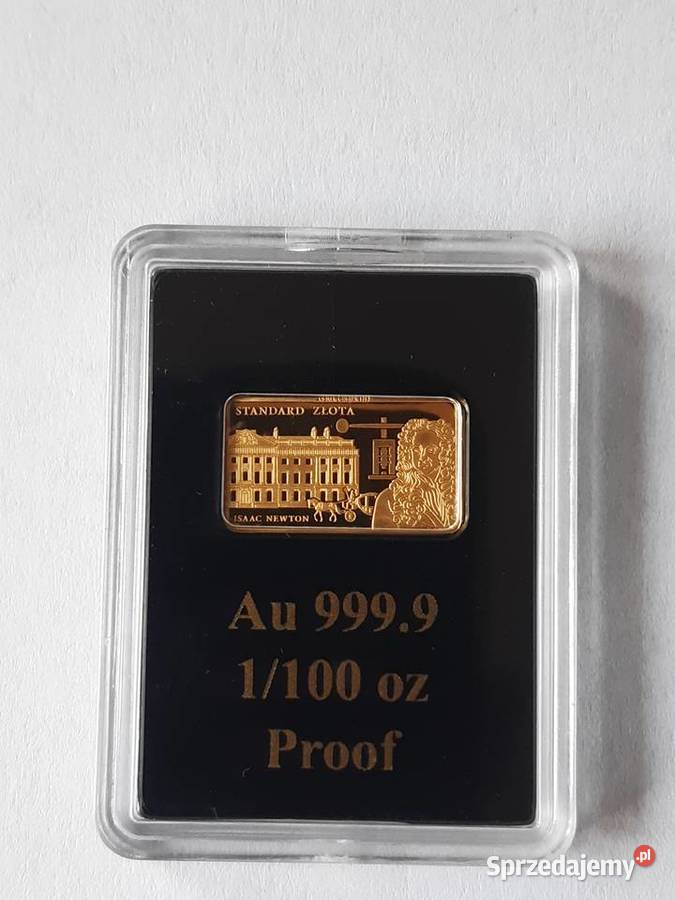 STANDARD ZŁOTA
ISAAC NEWTON
Au 999.9
1/100 oz
Proof
Sprzedajemy.pl